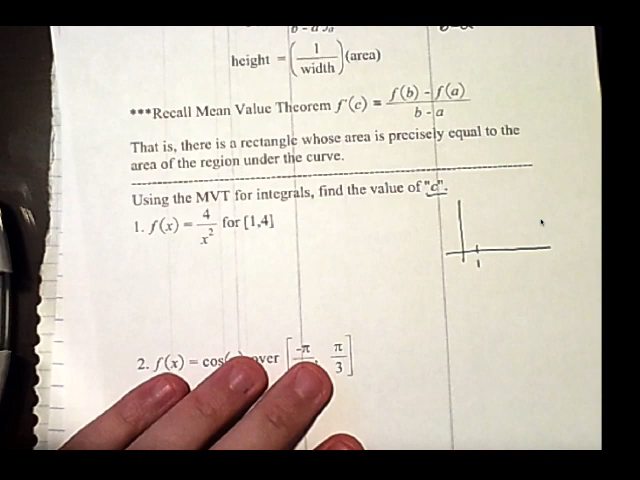 height = (1/width)(area)
***Recall Mean Value Theorem f'(c) = f(b) - f(a) / b - a
That is, there is a rectangle whose area is precisely equal to the
area of the region under the curve.
Using the MVT for integrals, find the value of "c".
1. f(x) = 4/x² for [1,4]
1
2. f(x) = cos( ) over [-π , π/3]